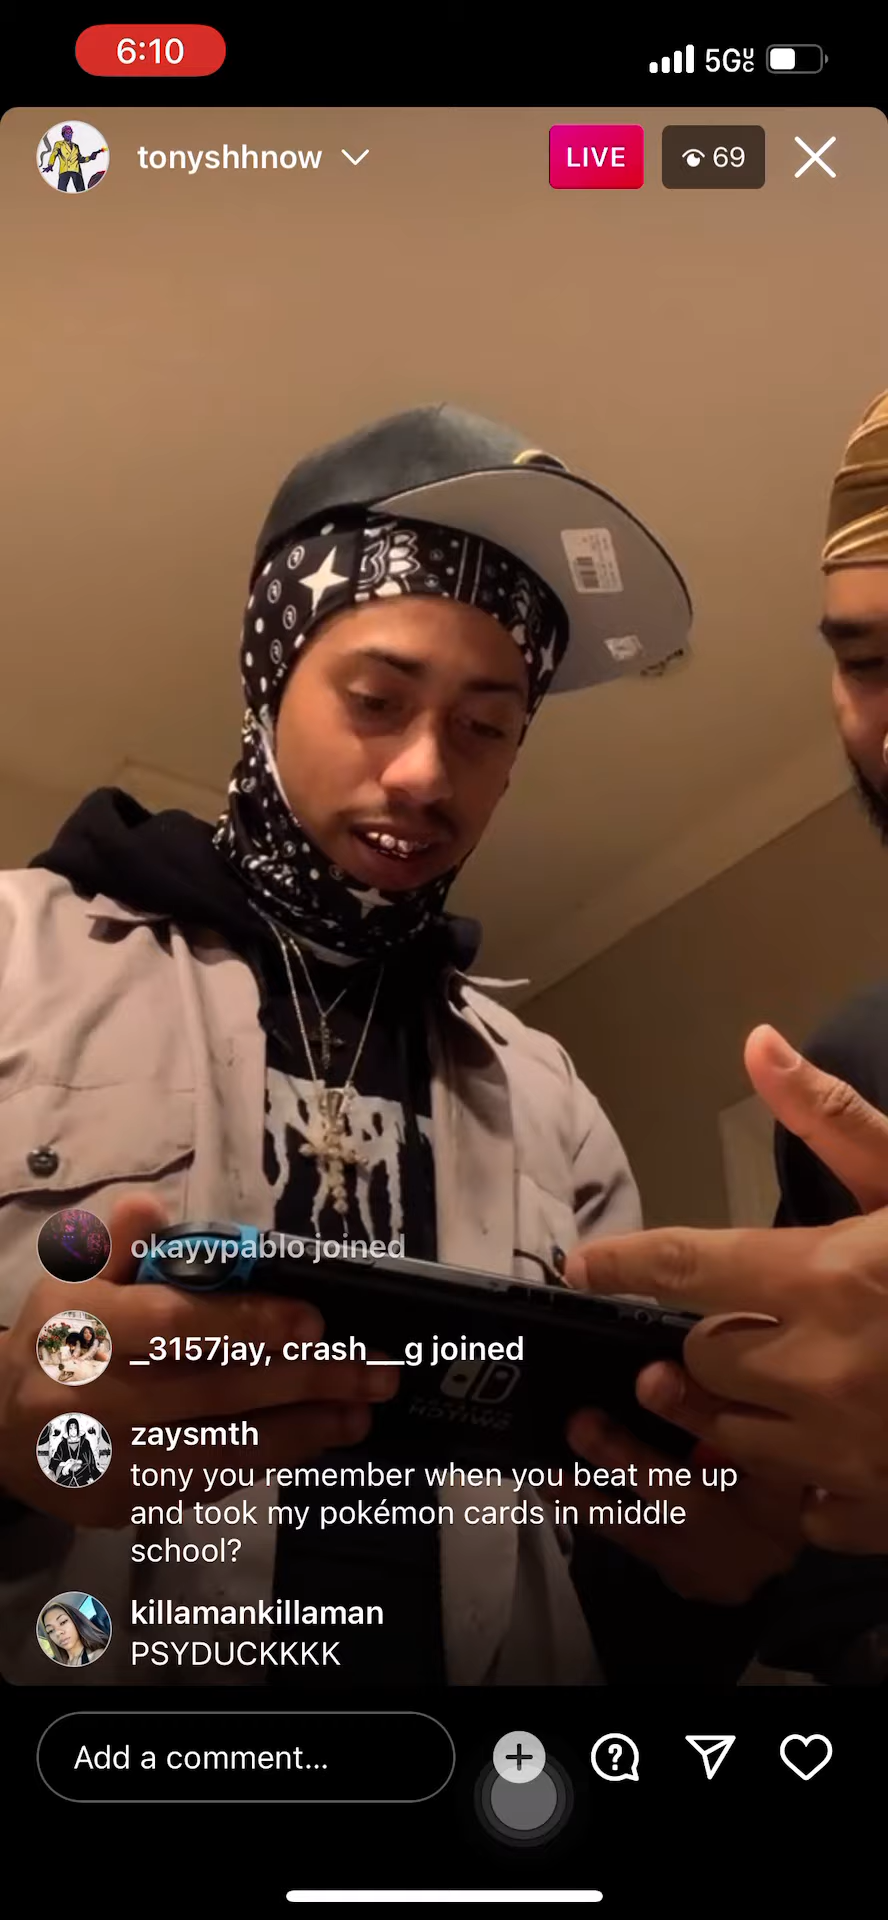 6:10
5GUC
tonyshhnow
LIVE
69
okayypablo joined
_3157jay, crash__g joined
zaysmth
tony you remember when you beat me up
and took my pokémon cards in middle
school?
killamankillaman
PSYDUCKKKK
Add a comment...